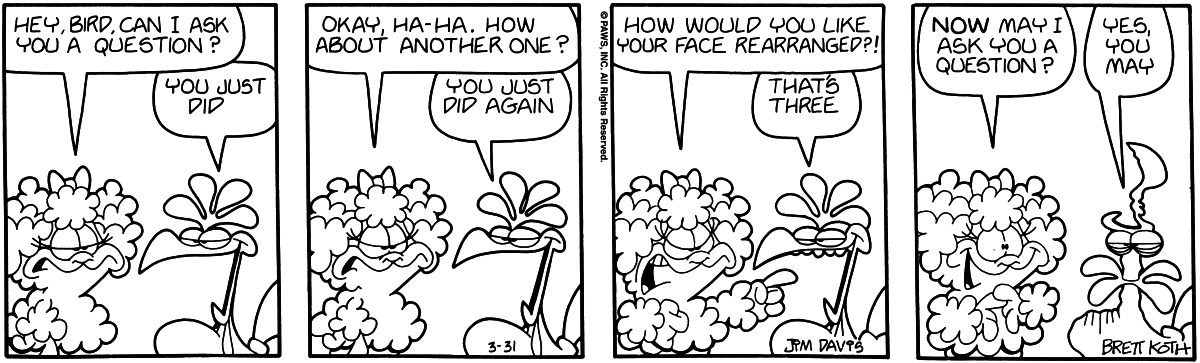 HEY, BIRD, CAN I ASK
YOU A QUESTION?
YOU JUST
DID
OKAY, HA-HA. HOW
ABOUT ANOTHER ONE?
YOU JUST
DID AGAIN
3-31
© PAWS, INC. All Rights Reserved.
HOW WOULD YOU LIKE
YOUR FACE REARRANGED?!
THAT'S
THREE
JIM DAVIS
NOW MAY I
ASK YOU A
QUESTION?
YES,
YOU
MAY
BRETT KOTH